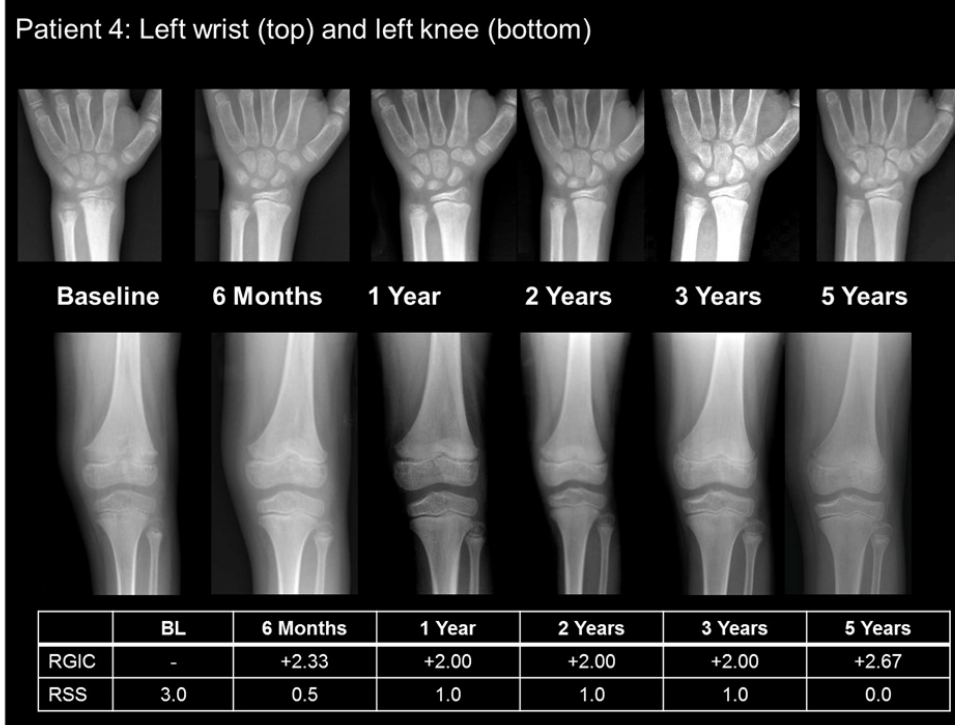 Patient 4: Left wrist (top) and left knee (bottom)
Baseline 6 Months 1 Year 2 Years 3 Years 5 Years
BL 6 Months 1 Year 2 Years 3 Years 5 Years
RGIC - +2.33 +2.00 +2.00 +2.00 +2.67
RSS 3.0 0.5 1.0 1.0 1.0 0.0